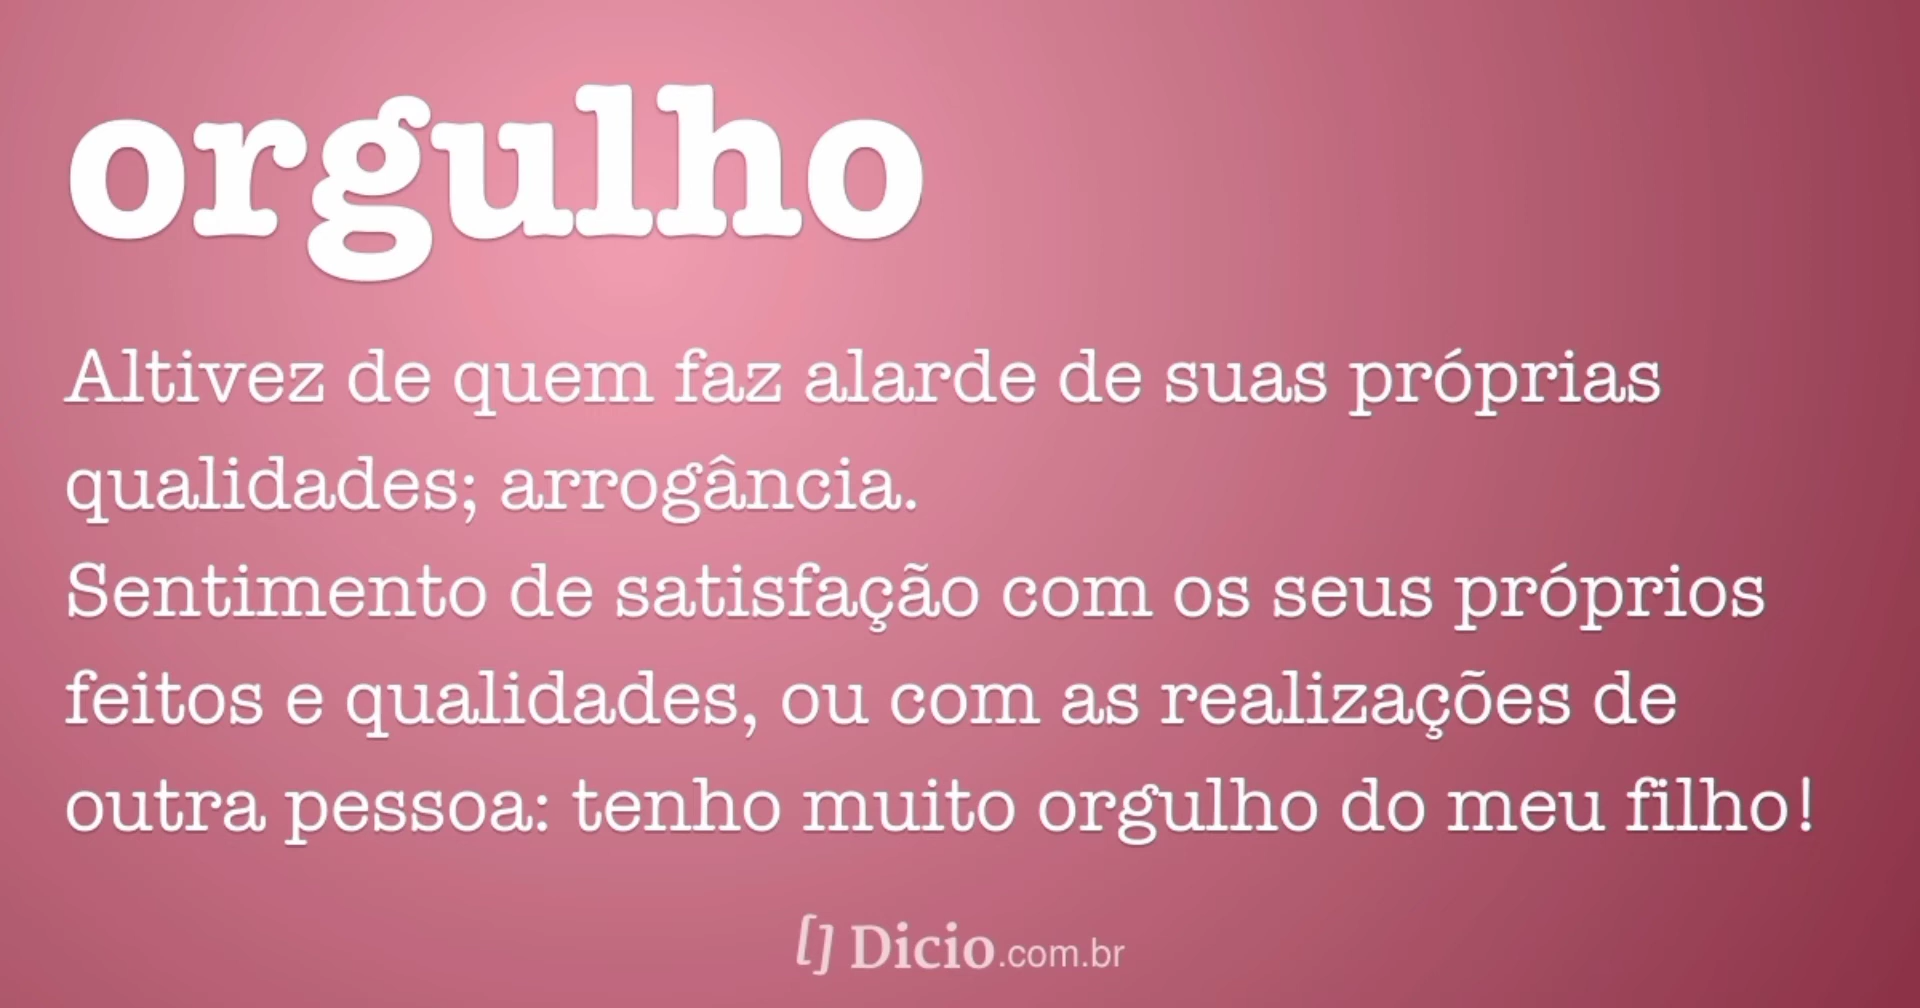 orgulho
Altivez de quem faz alarde de suas próprias
qualidades; arrogância.
Sentimento de satisfação com os seus próprios
feitos e qualidades, ou com as realizações de
outra pessoa: tenho muito orgulho do meu filho!
[] Dicio.com.br